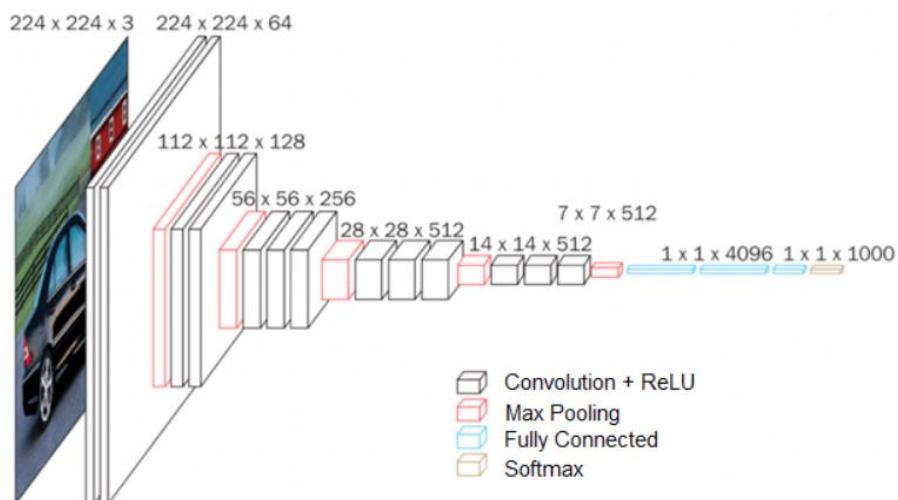 224 x 224 x 3
224 x 224 x 64
112 x 112 x 128
56 x 56 x 256
28 x 28 x 512
14 x 14 x 512
7 x 7 x 512
1 x 1 x 4096
1 x 1 x 1000
Convolution + ReLU
Max Pooling
Fully Connected
Softmax